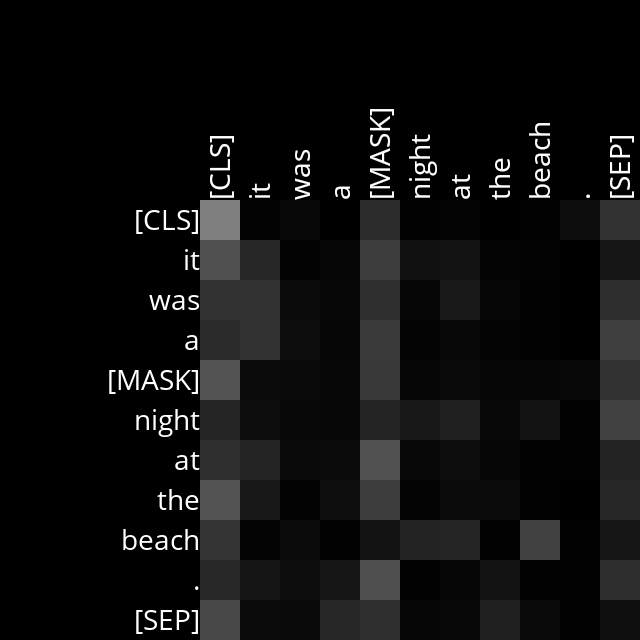 [CLS] it was a [MASK] night at the beach . [SEP]
[CLS]
it
was
a
[MASK]
night
at
the
beach
.
[SEP]